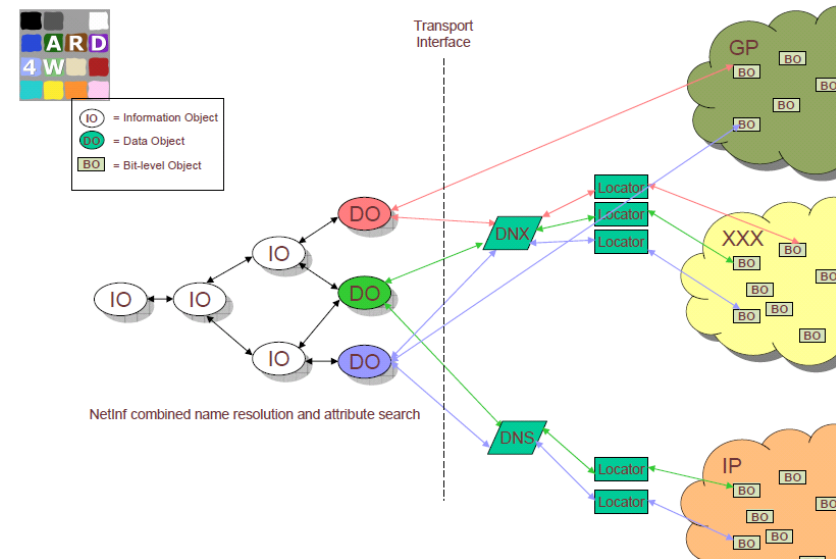 Transport
Interface
A R D
4 W
IO = Information Object
DO = Data Object
BO = Bit-level Object
GP
BO
BO
BO
BO
BO
DO
Locator
Locator
Locator
DNX
IO
XXX
BO
BO
BO
BO
BO
BO
BO
IO
IO
DO
IO
DO
NetInf combined name resolution and attribute search
DNS
Locator
Locator
IP
BO
BO
BO
BO
BO
BO
BO